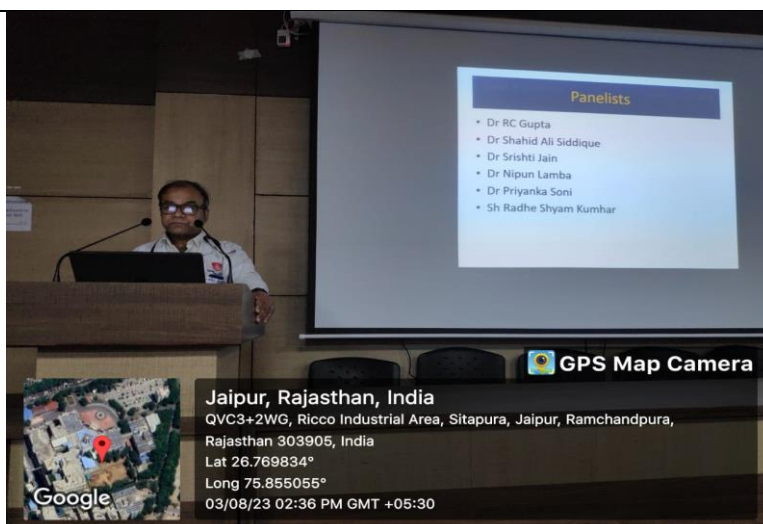 Panelists
• Dr RC Gupta
• Dr Shahid Ali Siddique
• Dr Srishti Jain
• Dr Nipun Lamba
• Dr Priyanka Soni
• Sh Radhe Shyam Kumhar
GPS Map Camera
Jaipur, Rajasthan, India
QVC3+2WG, Ricco Industrial Area, Sitapura, Jaipur, Ramchandpura,
Rajasthan 303905, India
Lat 26.769834°
Long 75.855055°
03/08/23 02:36 PM GMT +05:30
Google